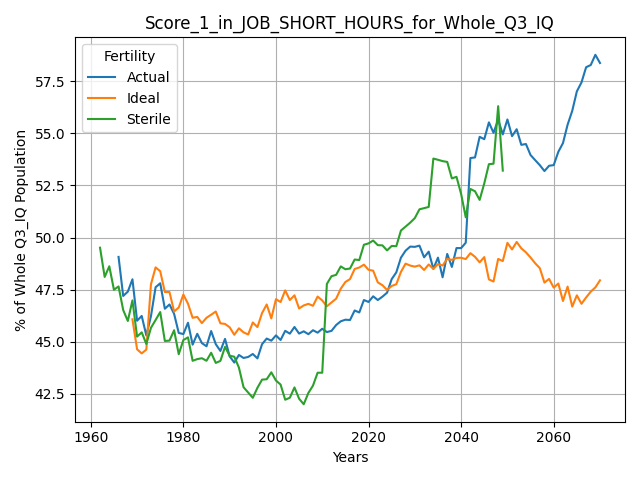 Score_1_in_JOB_SHORT_HOURS_for_Whole_Q3_IQ
Fertility
Actual
Ideal
Sterile
% of Whole Q3_IQ Population
57.5
55.0
52.5
50.0
47.5
45.0
42.5
1960
1980
2000
2020
2040
2060
Years